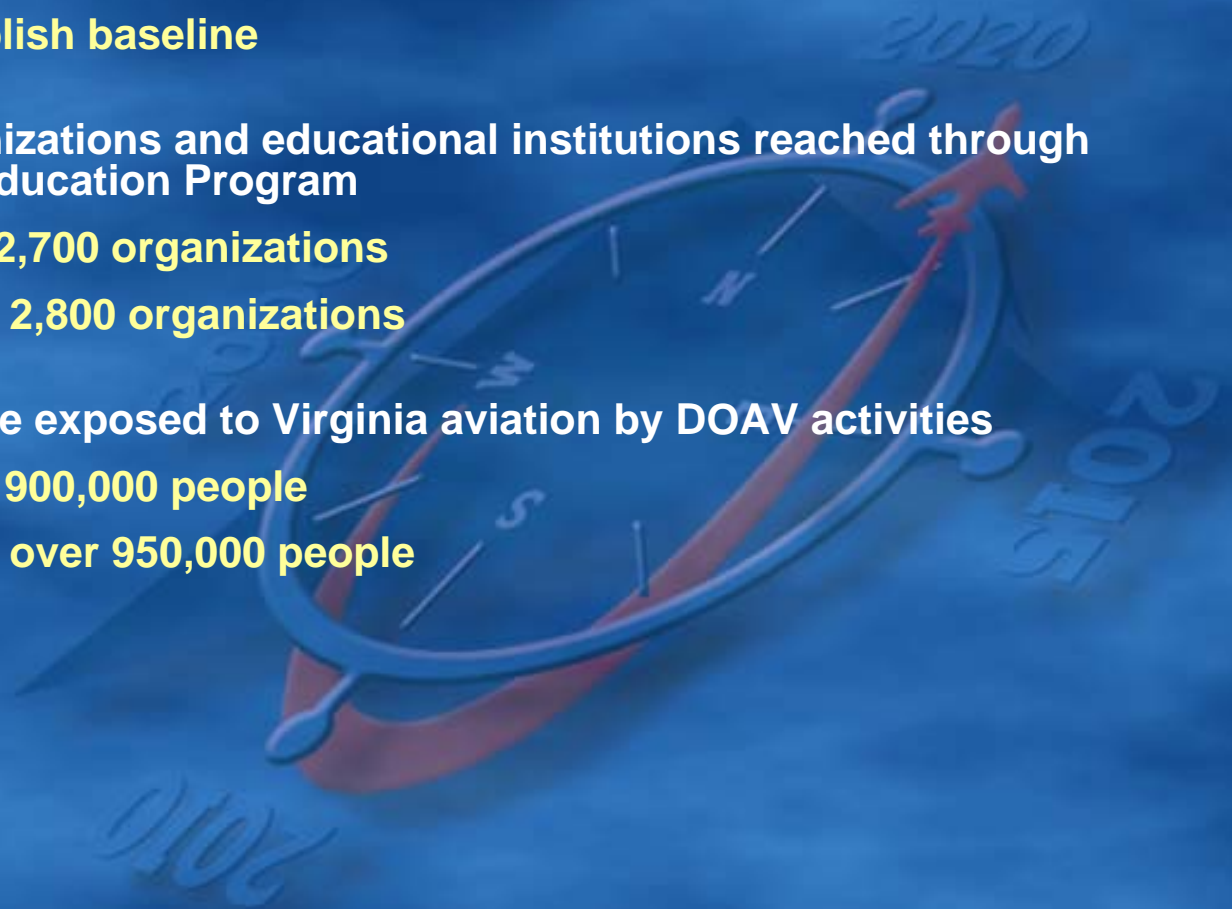 lish baseline
2020
nizations and educational institutions reached through
ducation Program
2,700 organizations
N
2,800 organizations
e exposed to Virginia aviation by DOAV activities
2015
900,000 people
S
over 950,000 people
2010